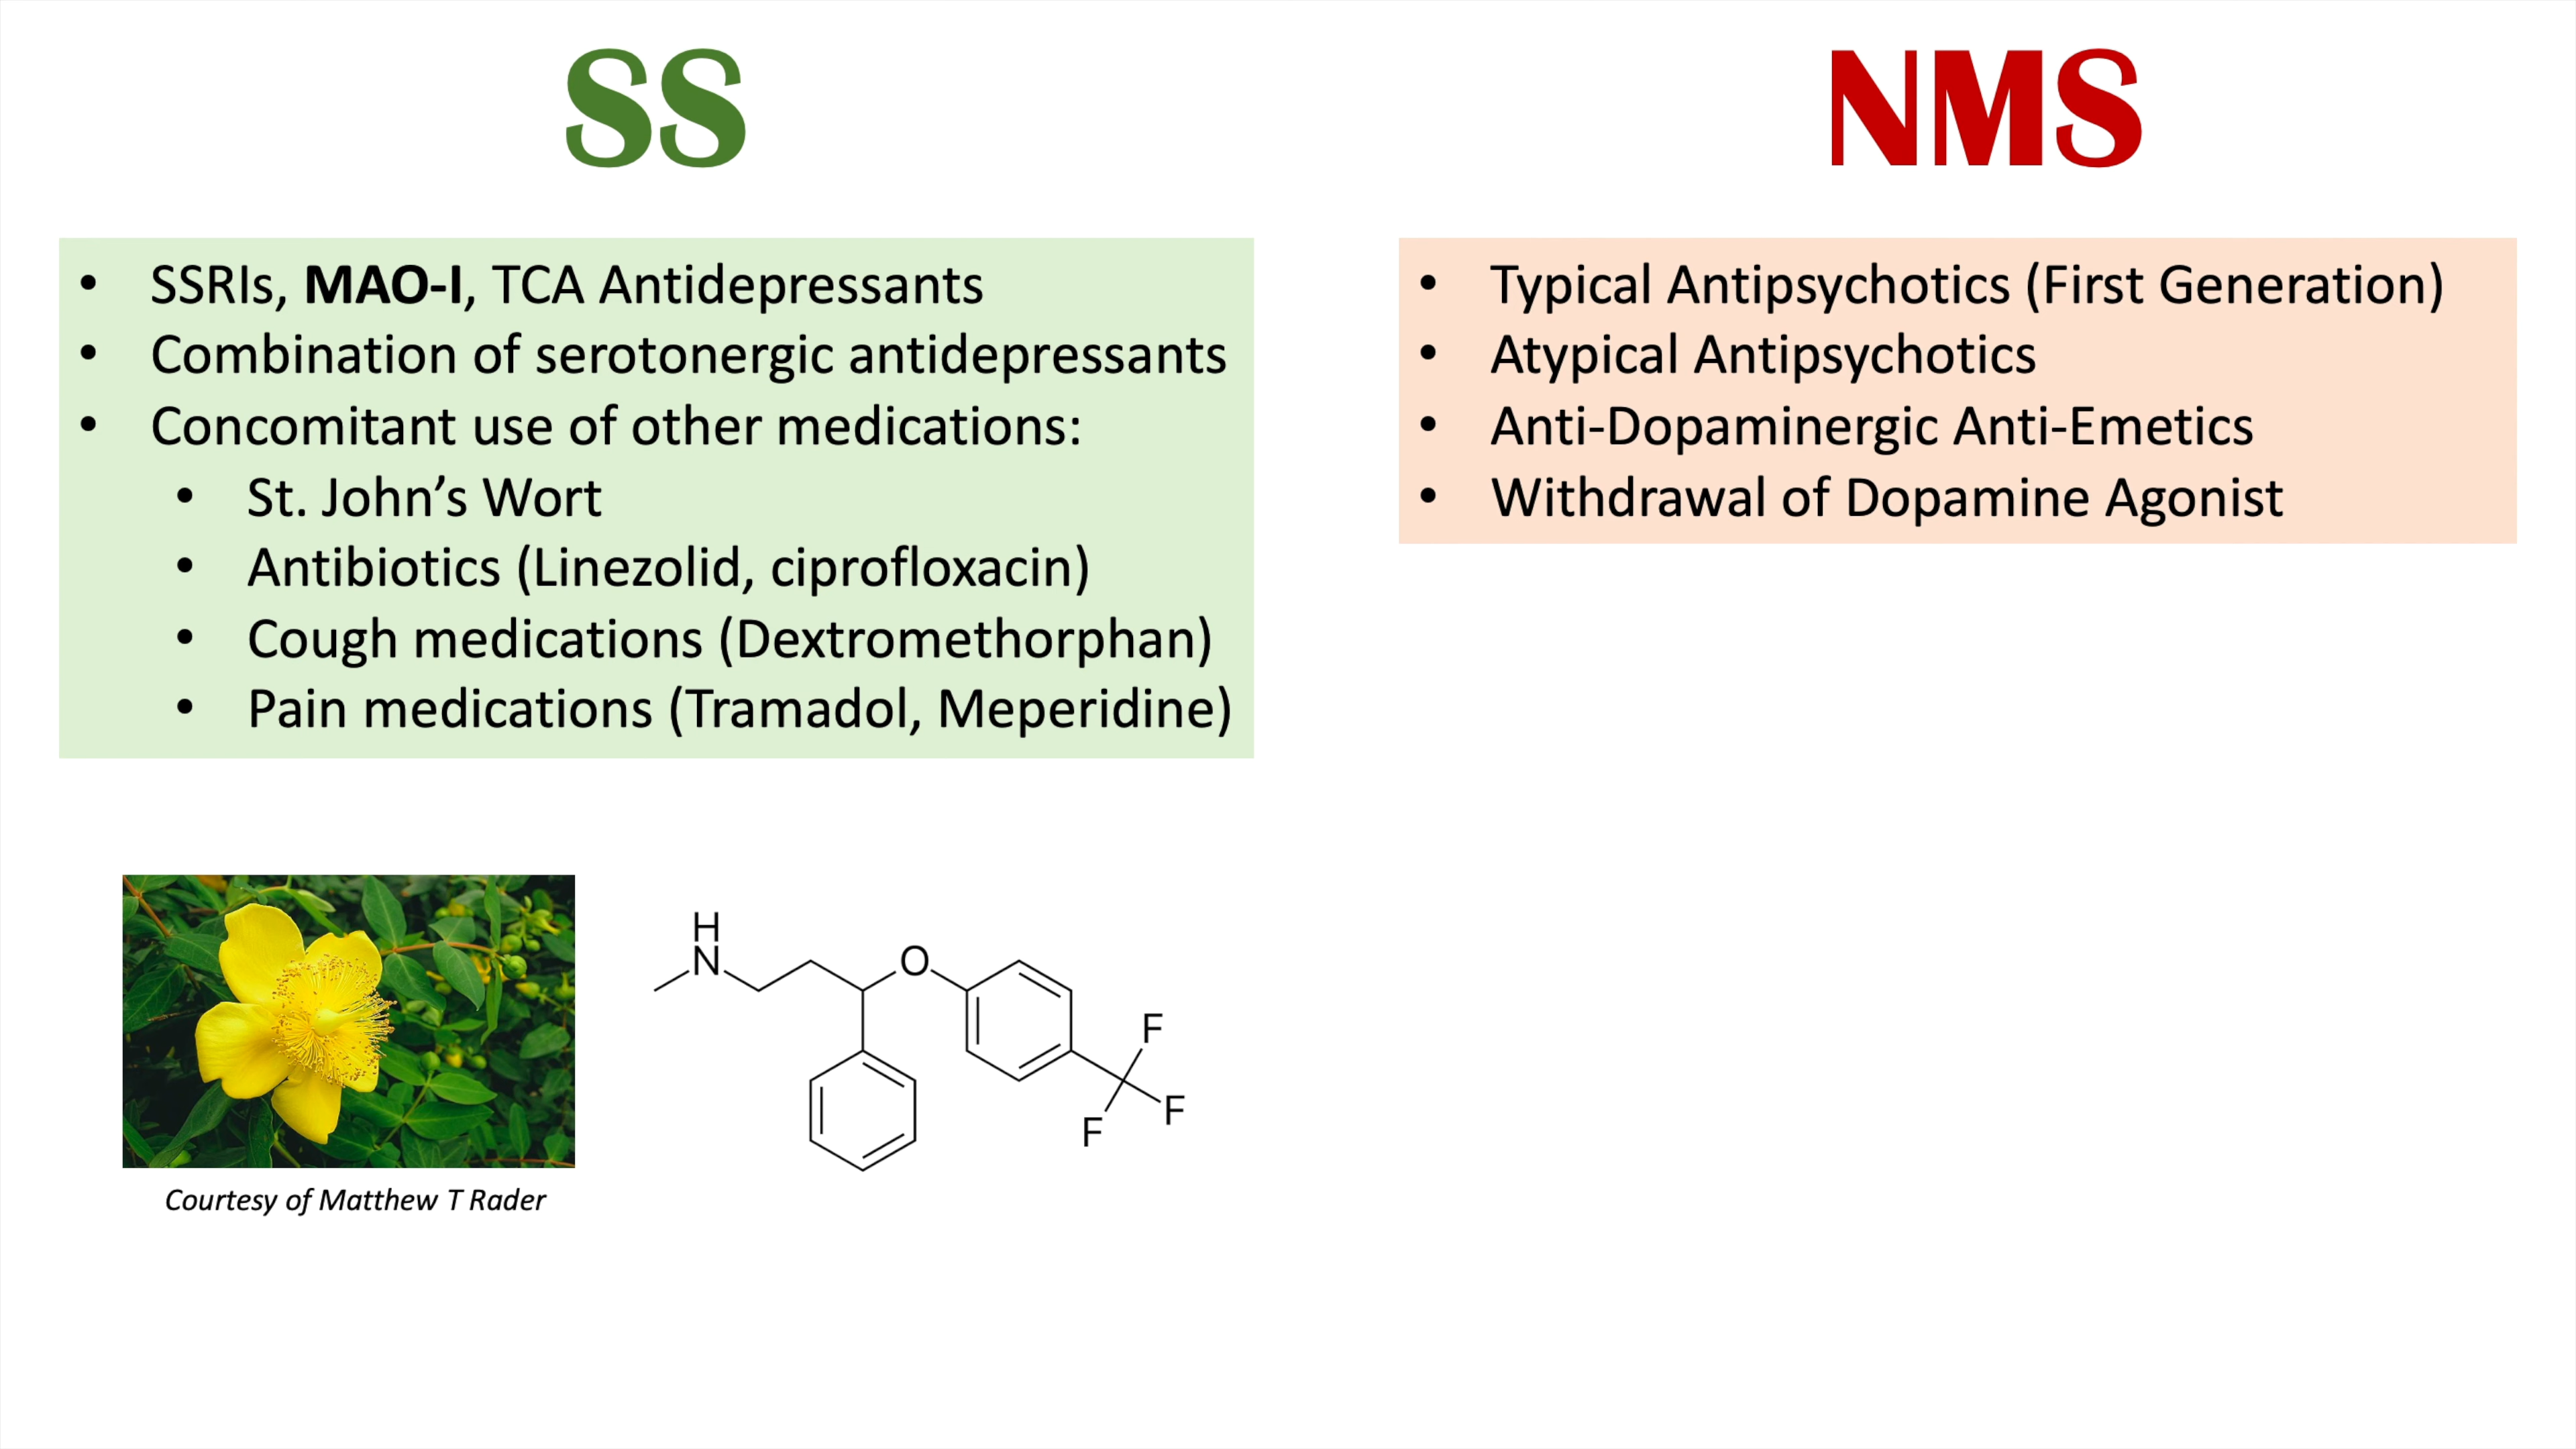 SS
• SSRIs, MAO-I, TCA Antidepressants
• Combination of serotonergic antidepressants
• Concomitant use of other medications:
• St. John’s Wort
• Antibiotics (Linezolid, ciprofloxacin)
• Cough medications (Dextromethorphan)
• Pain medications (Tramadol, Meperidine)
Courtesy of Matthew T Rader
H
N
O
F
F
F
NMS
• Typical Antipsychotics (First Generation)
• Atypical Antipsychotics
• Anti-Dopaminergic Anti-Emetics
• Withdrawal of Dopamine Agonist